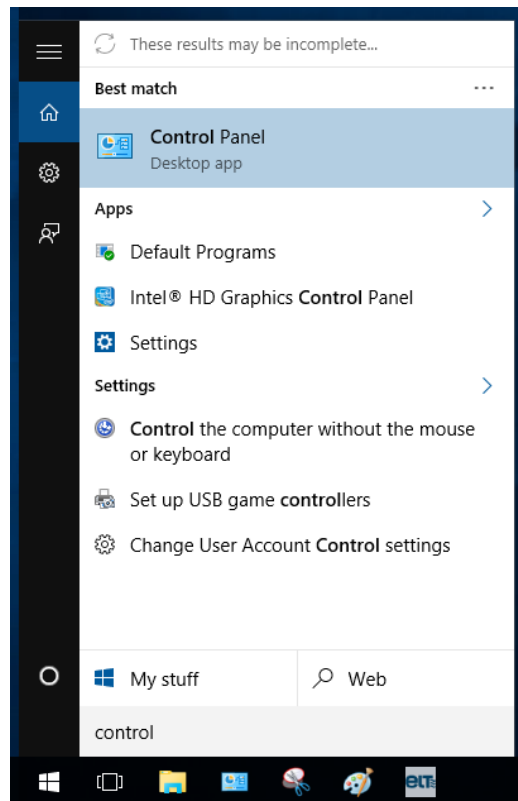 These results may be incomplete...
Best match
Control Panel
Desktop app
Apps
Default Programs
Intel® HD Graphics Control Panel
Settings
Settings
Control the computer without the mouse
or keyboard
Set up USB game controllers
Change User Account Control settings
My stuff
Web
control